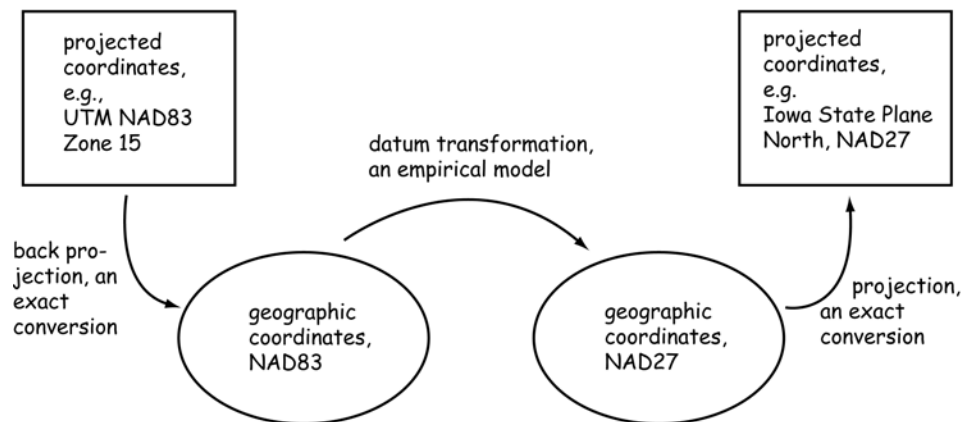 projected
coordinates,
e.g.,
UTM NAD83
Zone 15
back pro-
jection, an
exact
conversion
geographic
coordinates,
NAD83
datum transformation,
an empirical model
geographic
coordinates,
NAD27
projection,
an exact
conversion
projected
coordinates,
e.g.
Iowa State Plane
North, NAD27